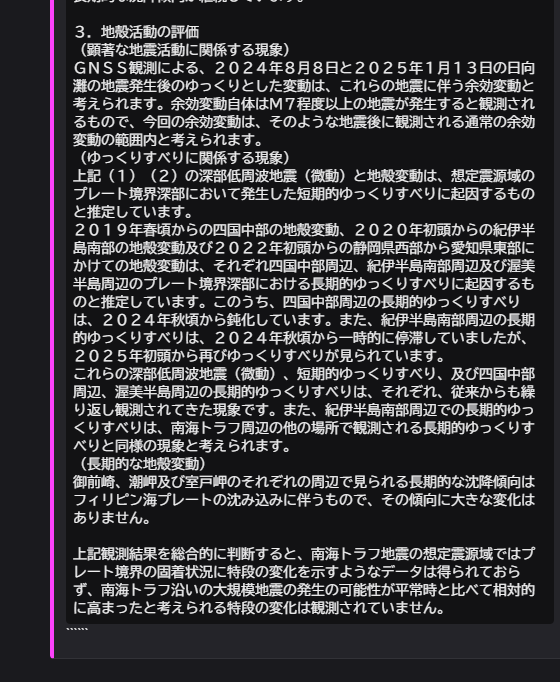 ３．地殻活動の評価
（顕著な地震活動に関係する現象）
ＧＮＳＳ観測による、２０２４年８月８日と２０２５年１月１３日の日向
灘の地震発生後のゆっくりとした変動は、これらの地震に伴う余効変動と
考えられます。余効変動自体はＭ７程度以上の地震が発生すると観測され
るもので、今回の余効変動は、そのような地震後に観測される通常の余効
変動の範囲内と考えられます。
（ゆっくりすべりに関係する現象）
上記（１）（２）の深部低周波地震（微動）と地殻変動は、想定震源域の
プレート境界深部において発生した短期的ゆっくりすべりに起因するもの
と推定しています。
２０１９年春頃からの四国中部の地殻変動、２０２０年初頭からの紀伊半
島南部の地殻変動及び２０２２年初頭からの静岡県西部から愛知県東部に
かけての地殻変動は、それぞれ四国中部周辺、紀伊半島南部周辺及び渥美
半島周辺のプレート境界深部における長期的ゆっくりすべりに起因するも
のと推定しています。このうち、四国中部周辺の長期的ゆっくりすべり
は、２０２４年秋頃から鈍化しています。また、紀伊半島南部周辺の長期
的ゆっくりすべりは、２０２４年秋頃から一時的に停滞していましたが、
２０２５年初頭から再びゆっくりすべりが見られています。
これらの深部低周波地震（微動）、短期的ゆっくりすべり、及び四国中部
周辺、渥美半島周辺の長期的ゆっくりすべりは、それぞれ、従来からも繰
り返し観測されてきた現象です。また、紀伊半島南部周辺での長期的ゆっ
くりすべりは、南海トラフ周辺の他の場所で観測される長期的ゆっくりす
べりと同様の現象と考えられます。
（長期的な地殻変動）
御前崎、潮岬及び室戸岬のそれぞれの周辺で見られる長期的な沈降傾向は
フィリピン海プレートの沈み込みに伴うもので、その傾向に大きな変化は
ありません。
上記観測結果を総合的に判断すると、南海トラフ地震の想定震源域ではプ
レート境界の固着状況に特段の変化を示すようなデータは得られておら
ず、南海トラフ沿いの大規模地震の発生の可能性が平常時と比べて相対的
に高まったと考えられる特段の変化は観測されていません。
``````